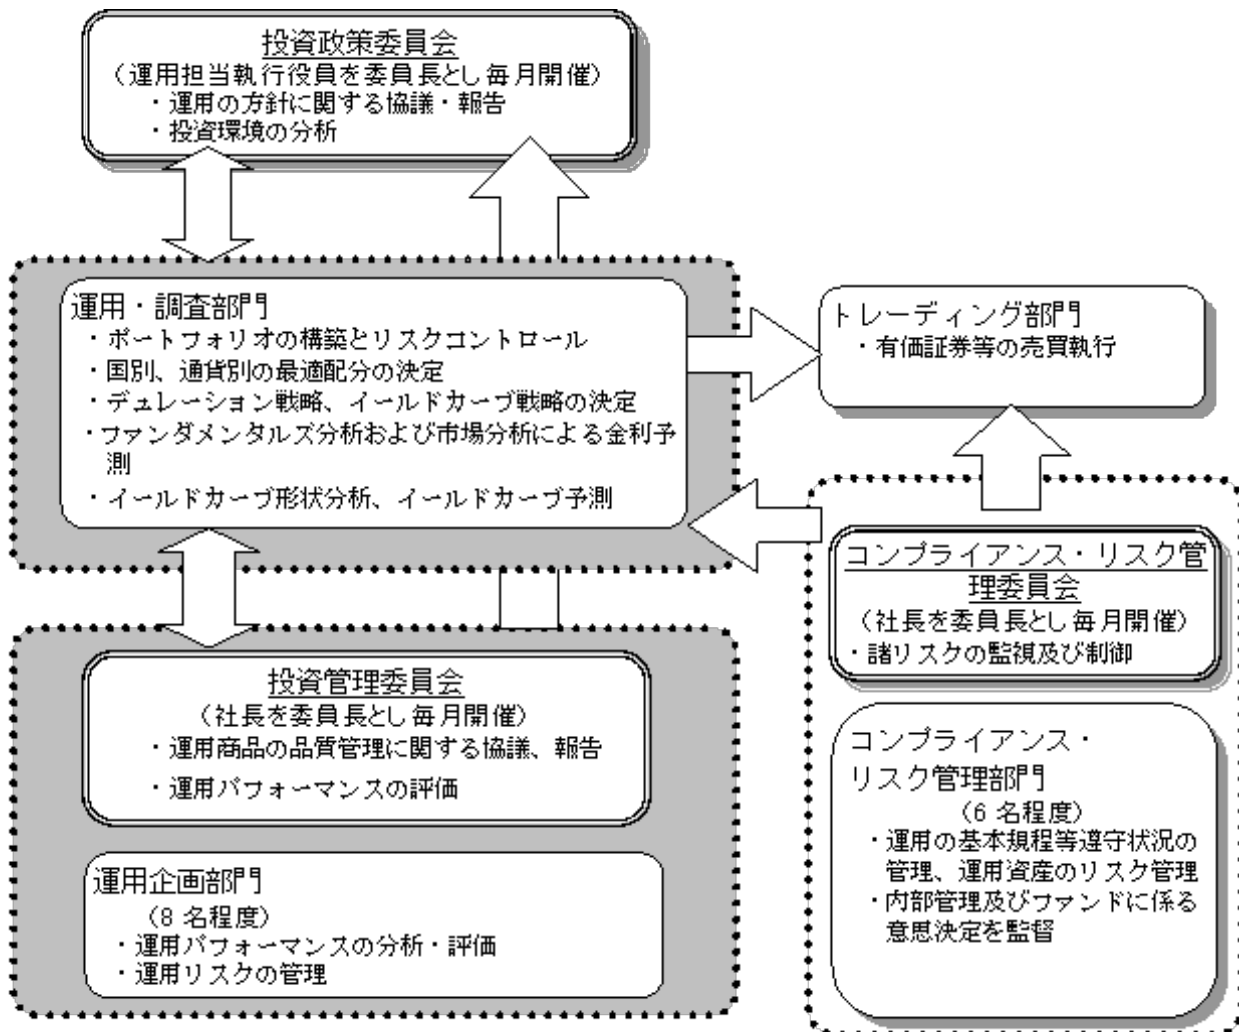 投資政策委員会
(運用担当執行役員を委員長とし毎月開催)
・運用の方針に関する協議・報告
・投資環境の分析
運用・調査部門
・ポートフォリオの構築とリスクコントロール
・国別、通貨別の最適配分の決定
・デュレーション戦略、イールドカーブ戦略の決定
・ファンダメンタルズ分析および市場分析による金利予
測
・イールドカーブ形状分析、イールドカーブ予測
トレーディング部門
・有価証券等の売買執行
投資管理委員会
(社長を委員長とし毎月開催)
・運用商品の品質管理に関する協議、報告
・運用パフォーマンスの評価
運用企画部門
(8名程度)
・運用パフォーマンスの分析・評価
・運用リスクの管理
コンプライアンス・リスク管
理委員会
(社長を委員長とし毎月開催)
・諸リスクの監視及び制御
コンプライアンス・
リスク管理部門
(6名程度)
・運用の基本規程等遵守状況の
管理、運用資産のリスク管理
・内部管理及びファンドに係る
意思決定を監督